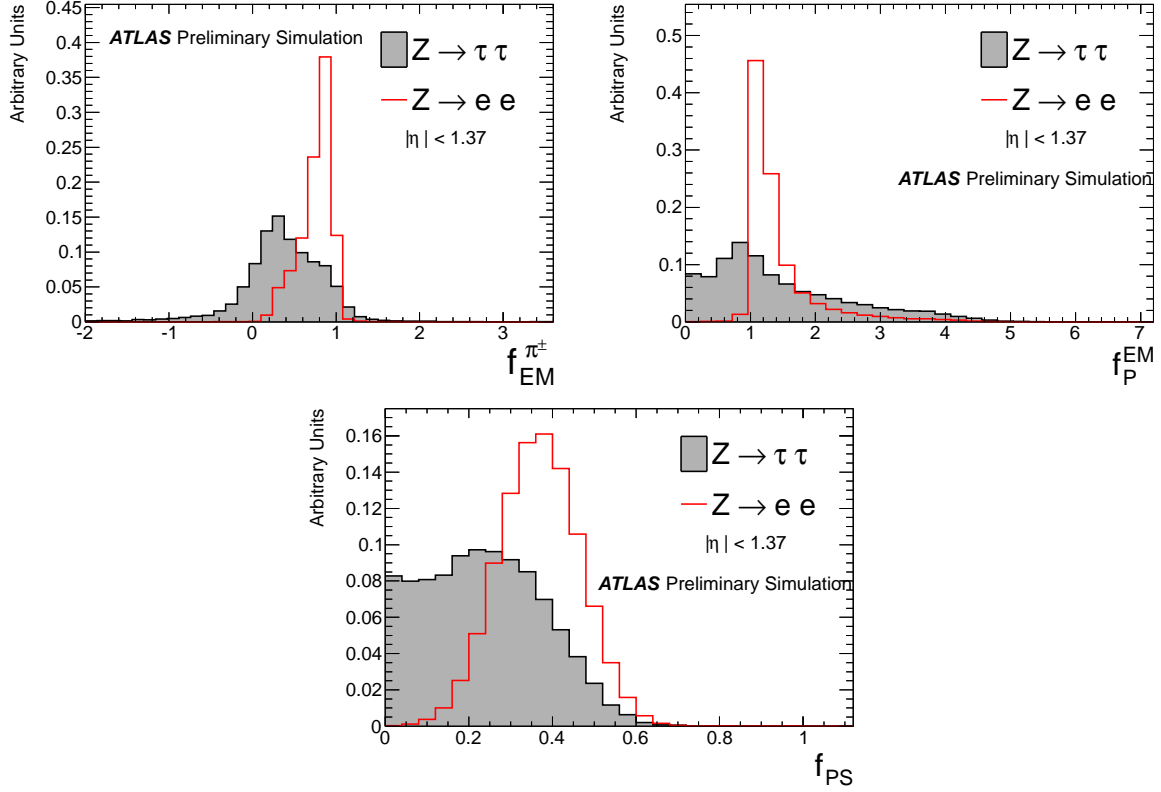 Arbitrary Units
0.45
0.4
0.35
0.3
0.25
0.2
0.15
0.1
0.05
0
ATLAS Preliminary Simulation
Z → τ τ
Z → e e
|η| < 1.37
-2 -1 0 1 2 3
f_EM^π±
Arbitrary Units
0.5
0.4
0.3
0.2
0.1
0
Z → τ τ
Z → e e
|η| < 1.37
ATLAS Preliminary Simulation
0 1 2 3 4 5 6 7
f_P^EM
Arbitrary Units
0.16
0.14
0.12
0.1
0.08
0.06
0.04
0.02
0
Z → τ τ
Z → e e
|η| < 1.37
ATLAS Preliminary Simulation
0 0.2 0.4 0.6 0.8 1
f_PS